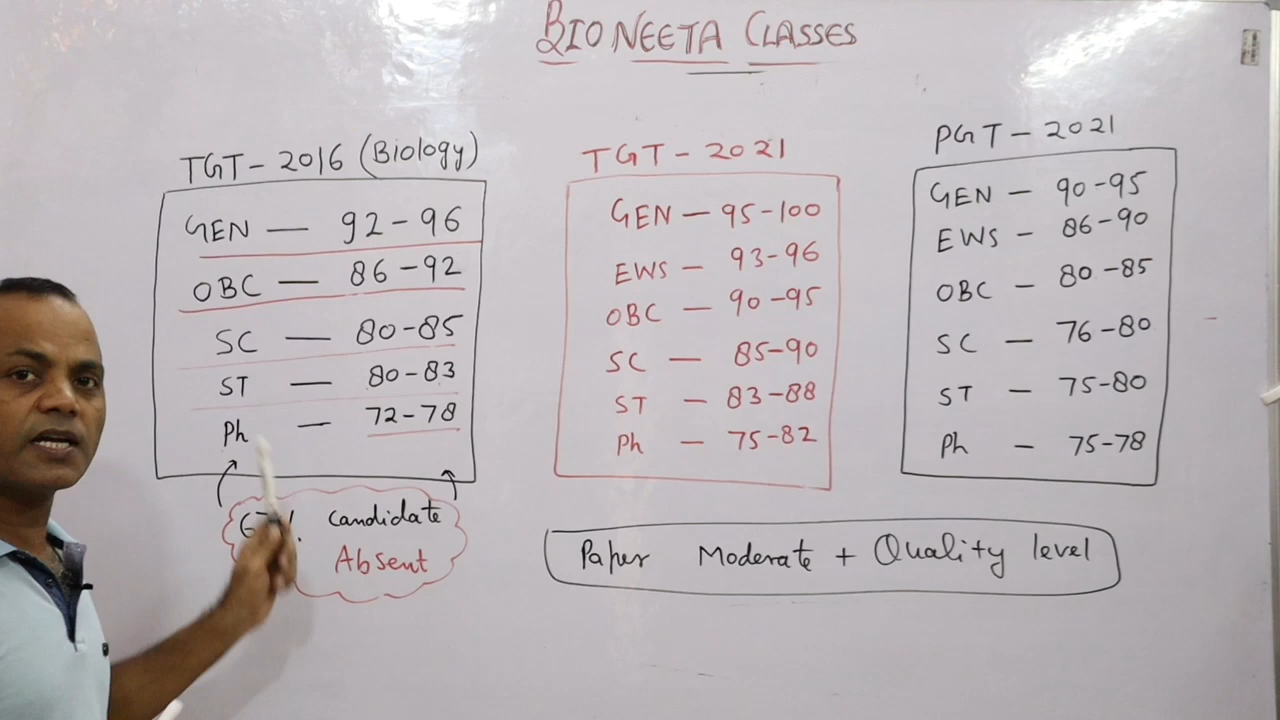 BIO NEETA CLASSES
TGT - 2016 (Biology)
GEN — 92-96
OBC — 86-92
SC — 80-85
ST — 80-83
Ph — 72-78
candidate
Absent
TGT - 2021
GEN — 95-100
EWS — 93-96
OBC — 90-95
SC — 85-90
ST — 83-88
Ph — 75-82
PGT - 2021
GEN — 90-95
EWS - 86-90
OBC - 80-85
SC — 76-80
ST - 75-80
Ph - 75-78
Paper Moderate + Quality level